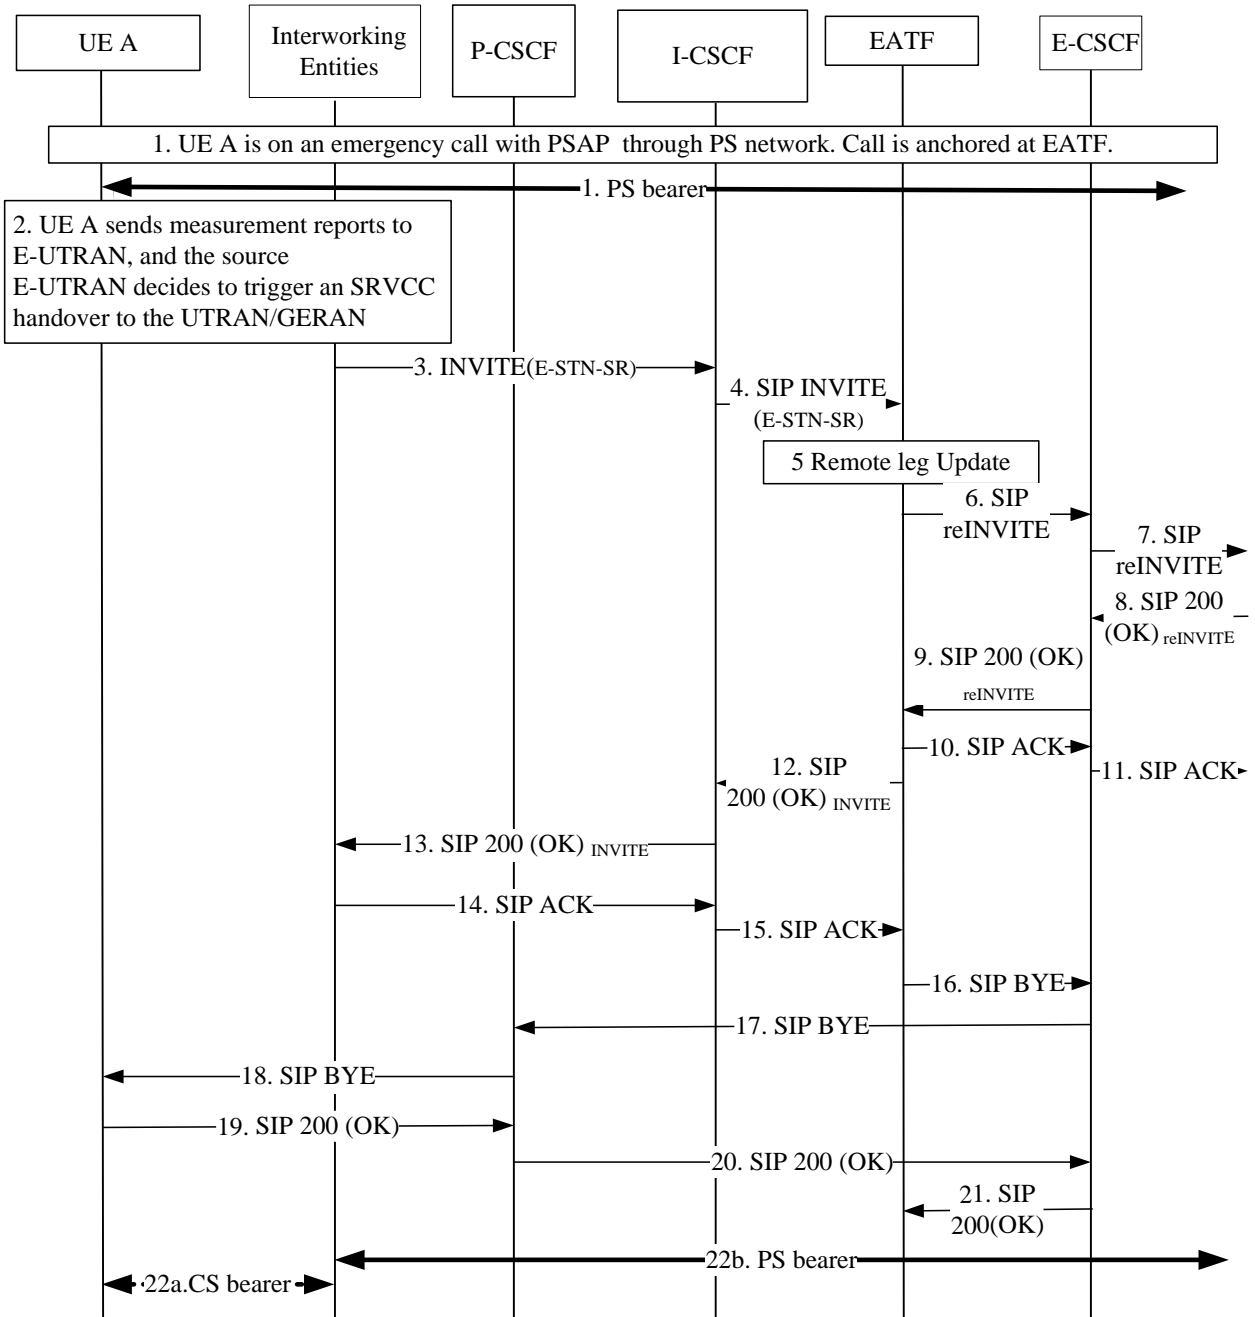 UE A
Interworking
Entities
P-CSCF
I-CSCF
EATF
E-CSCF
1. UE A is on an emergency call with PSAP through PS network. Call is anchored at EATF.
1. PS bearer
2. UE A sends measurement reports to
E-UTRAN, and the source
E-UTRAN decides to trigger an SRVCC
handover to the UTRAN/GERAN
3. INVITE(E-STN-SR)
4. SIP INVITE
(E-STN-SR)
5 Remote leg Update
6. SIP
reINVITE
7. SIP
reINVITE
8. SIP 200
(OK) reINVITE
9. SIP 200 (OK)
reINVITE
10. SIP ACK
11. SIP ACK
12. SIP
200 (OK) INVITE
13. SIP 200 (OK) INVITE
14. SIP ACK
15. SIP ACK
16. SIP BYE
17. SIP BYE
18. SIP BYE
19. SIP 200 (OK)
20. SIP 200 (OK)
21. SIP
200(OK)
22b. PS bearer
22a.CS bearer